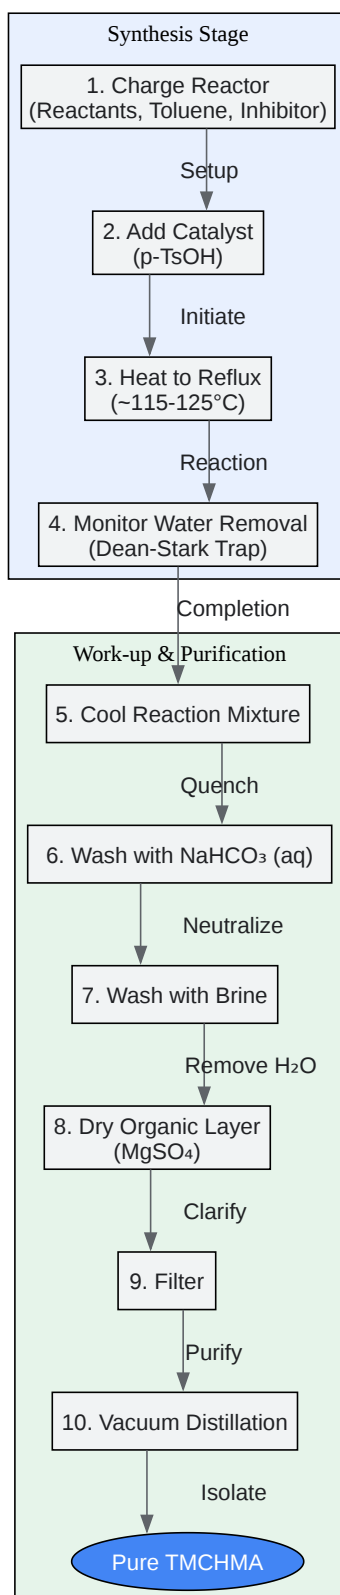 Synthesis Stage
1. Charge Reactor
(Reactants, Toluene, Inhibitor)
Setup
2. Add Catalyst
(p-TsOH)
Initiate
3. Heat to Reflux
(~115-125°C)
Reaction
4. Monitor Water Removal
(Dean-Stark Trap)
Completion
Work-up & Purification
5. Cool Reaction Mixture
Quench
6. Wash with NaHCO₃ (aq)
Neutralize
7. Wash with Brine
Remove H₂O
8. Dry Organic Layer
(MgSO₄)
Clarify
9. Filter
Purify
10. Vacuum Distillation
Isolate
Pure TMCHMA